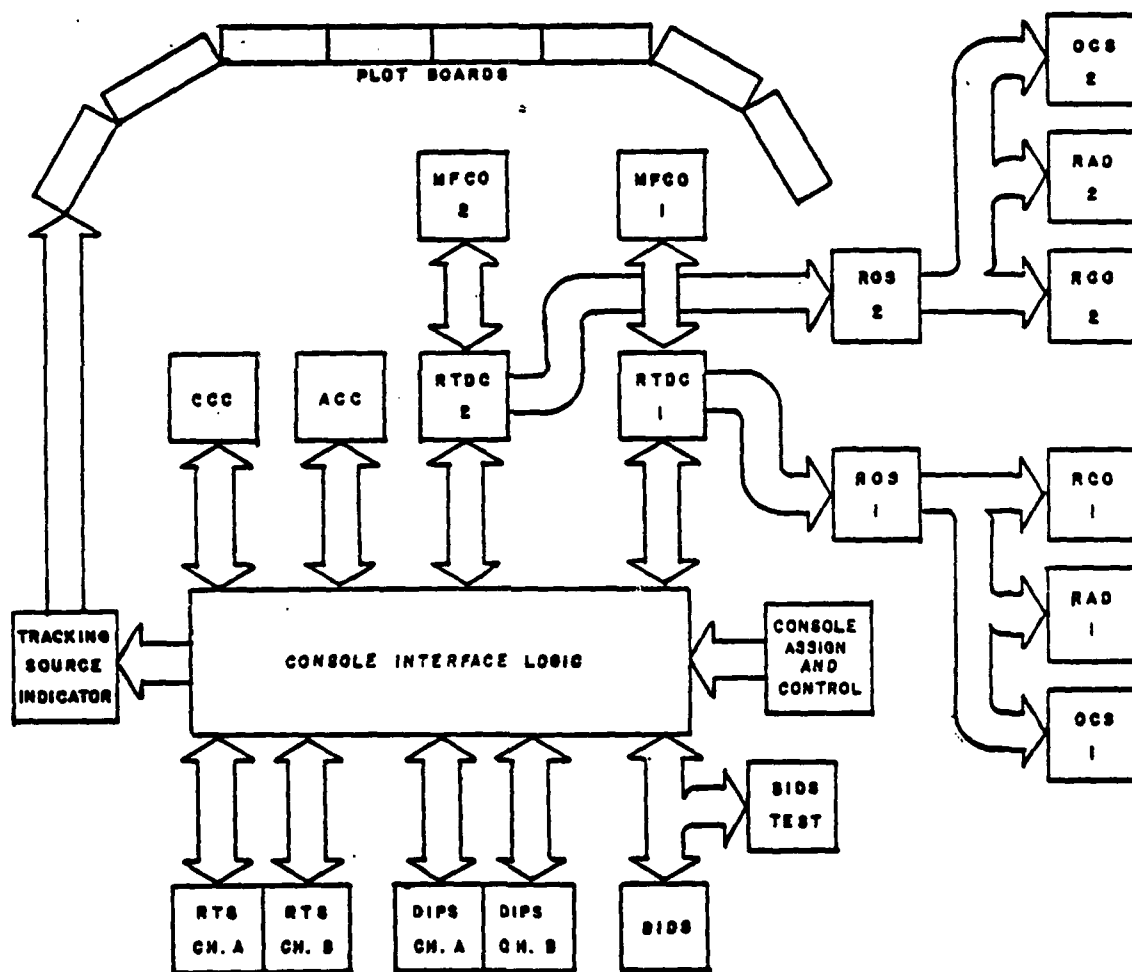 PLOT BOARDS
OCS
2
RAD
2
RCO
2
MFCO
2
MFCO
1
ROS
2
CCC
ACC
RTDC
2
RTDC
1
ROS
1
RCO
1
RAD
1
OCS
1
TRACKING
SOURCE
INDICATOR
CONSOLE INTERFACE LOGIC
CONSOLE
ASSIGN
AND
CONTROL
SIDS
TEST
RTS
CH. A
RTS
CH. B
DIPS
CH. A
DIPS
CH. B
SIDS